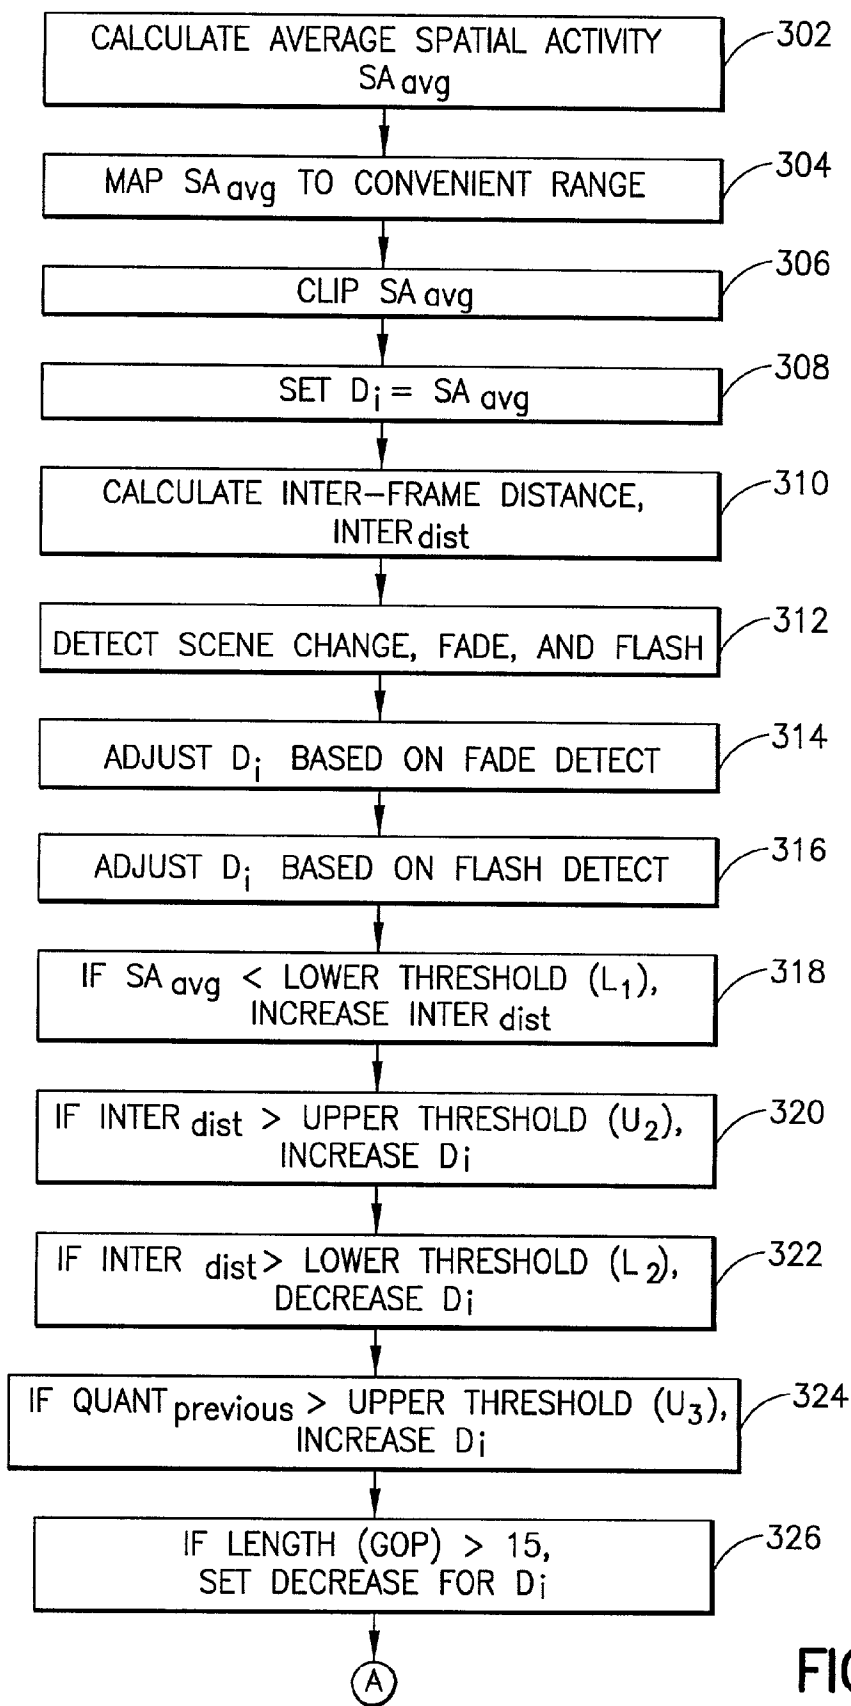 CALCULATE AVERAGE SPATIAL ACTIVITY
SA avg
302
MAP SA avg TO CONVENIENT RANGE
304
CLIP SA avg
306
SET Di = SA avg
308
CALCULATE INTER-FRAME DISTANCE,
INTER dist
310
DETECT SCENE CHANGE, FADE, AND FLASH
312
ADJUST Di BASED ON FADE DETECT
314
ADJUST Di BASED ON FLASH DETECT
316
IF SA avg < LOWER THRESHOLD (L1),
INCREASE INTER dist
318
IF INTER dist > UPPER THRESHOLD (U2),
INCREASE Di
320
IF INTER dist > LOWER THRESHOLD (L2),
DECREASE Di
322
IF QUANT previous > UPPER THRESHOLD (U3),
INCREASE Di
324
IF LENGTH (GOP) > 15,
SET DECREASE FOR Di
326
A
FIG